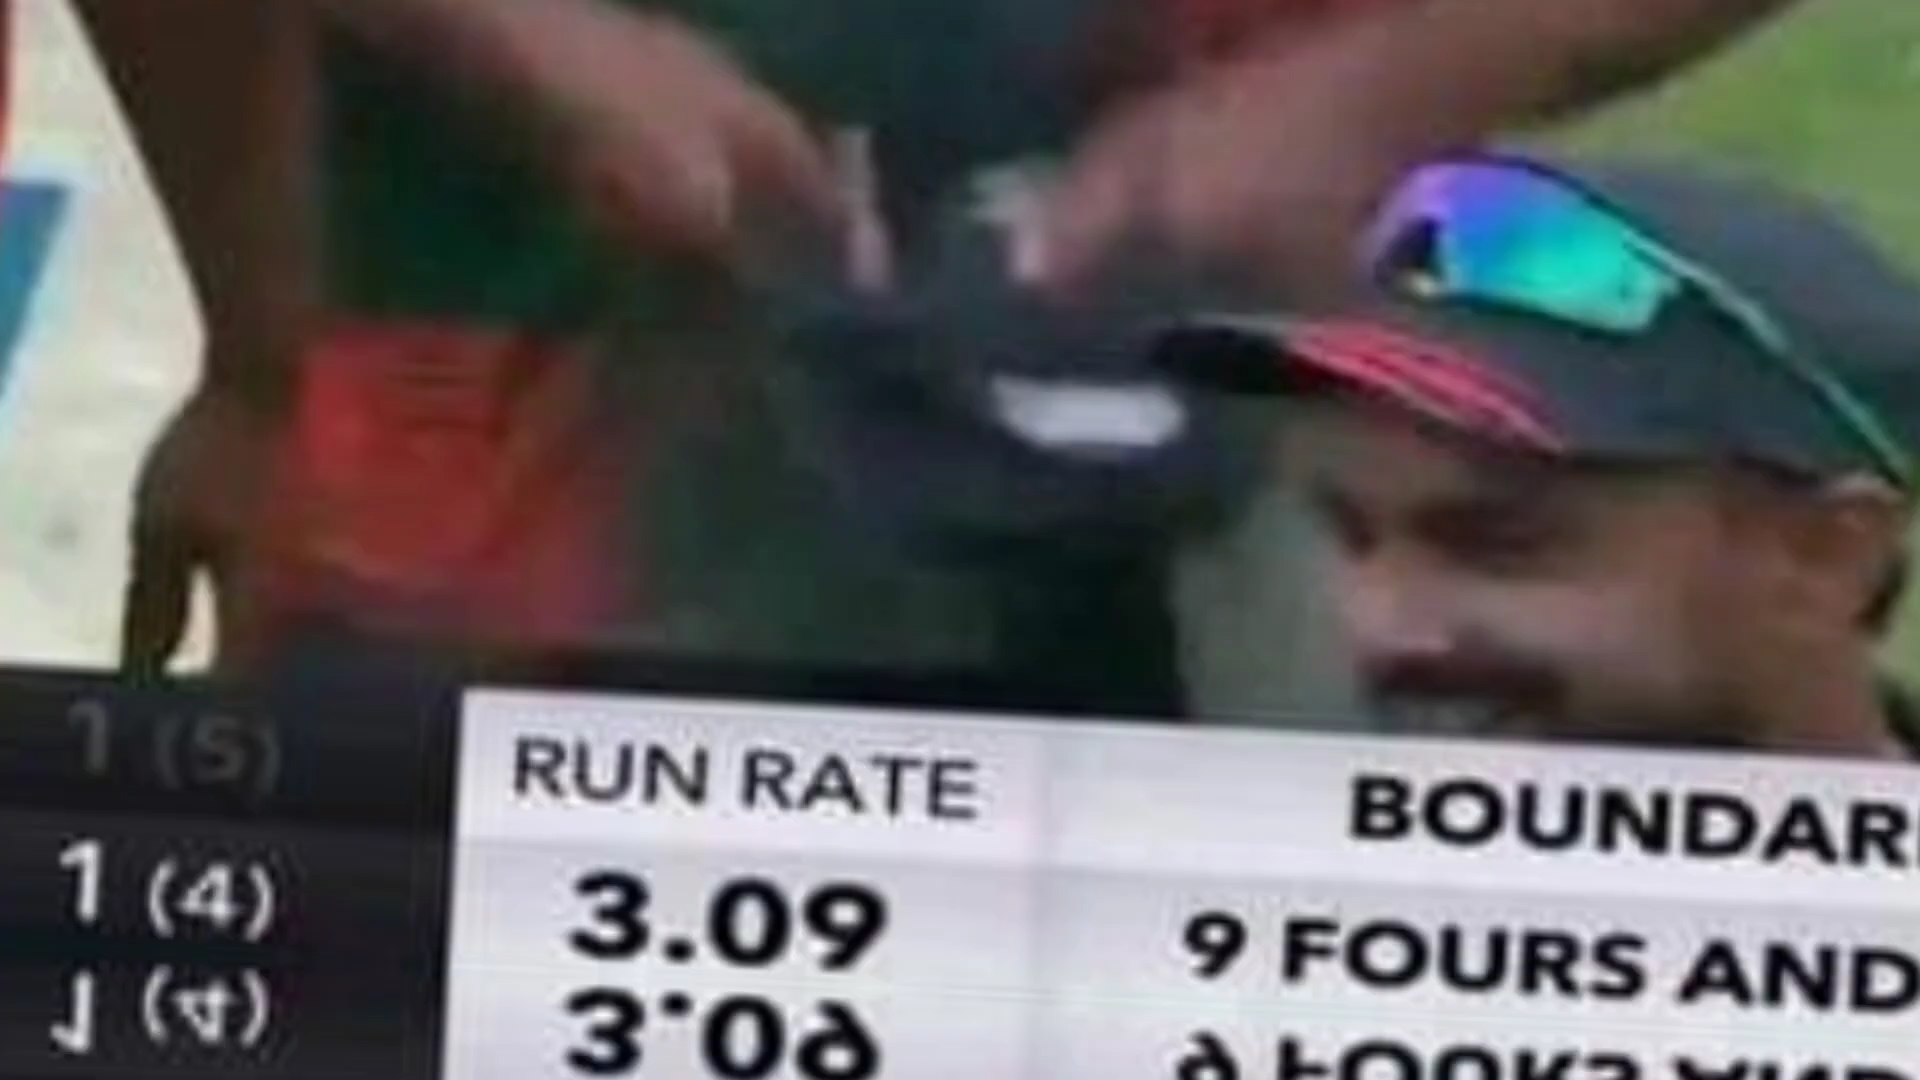 1 (5)
RUN RATE
BOUNDAR
1 (4)
3.09
9 FOURS AND